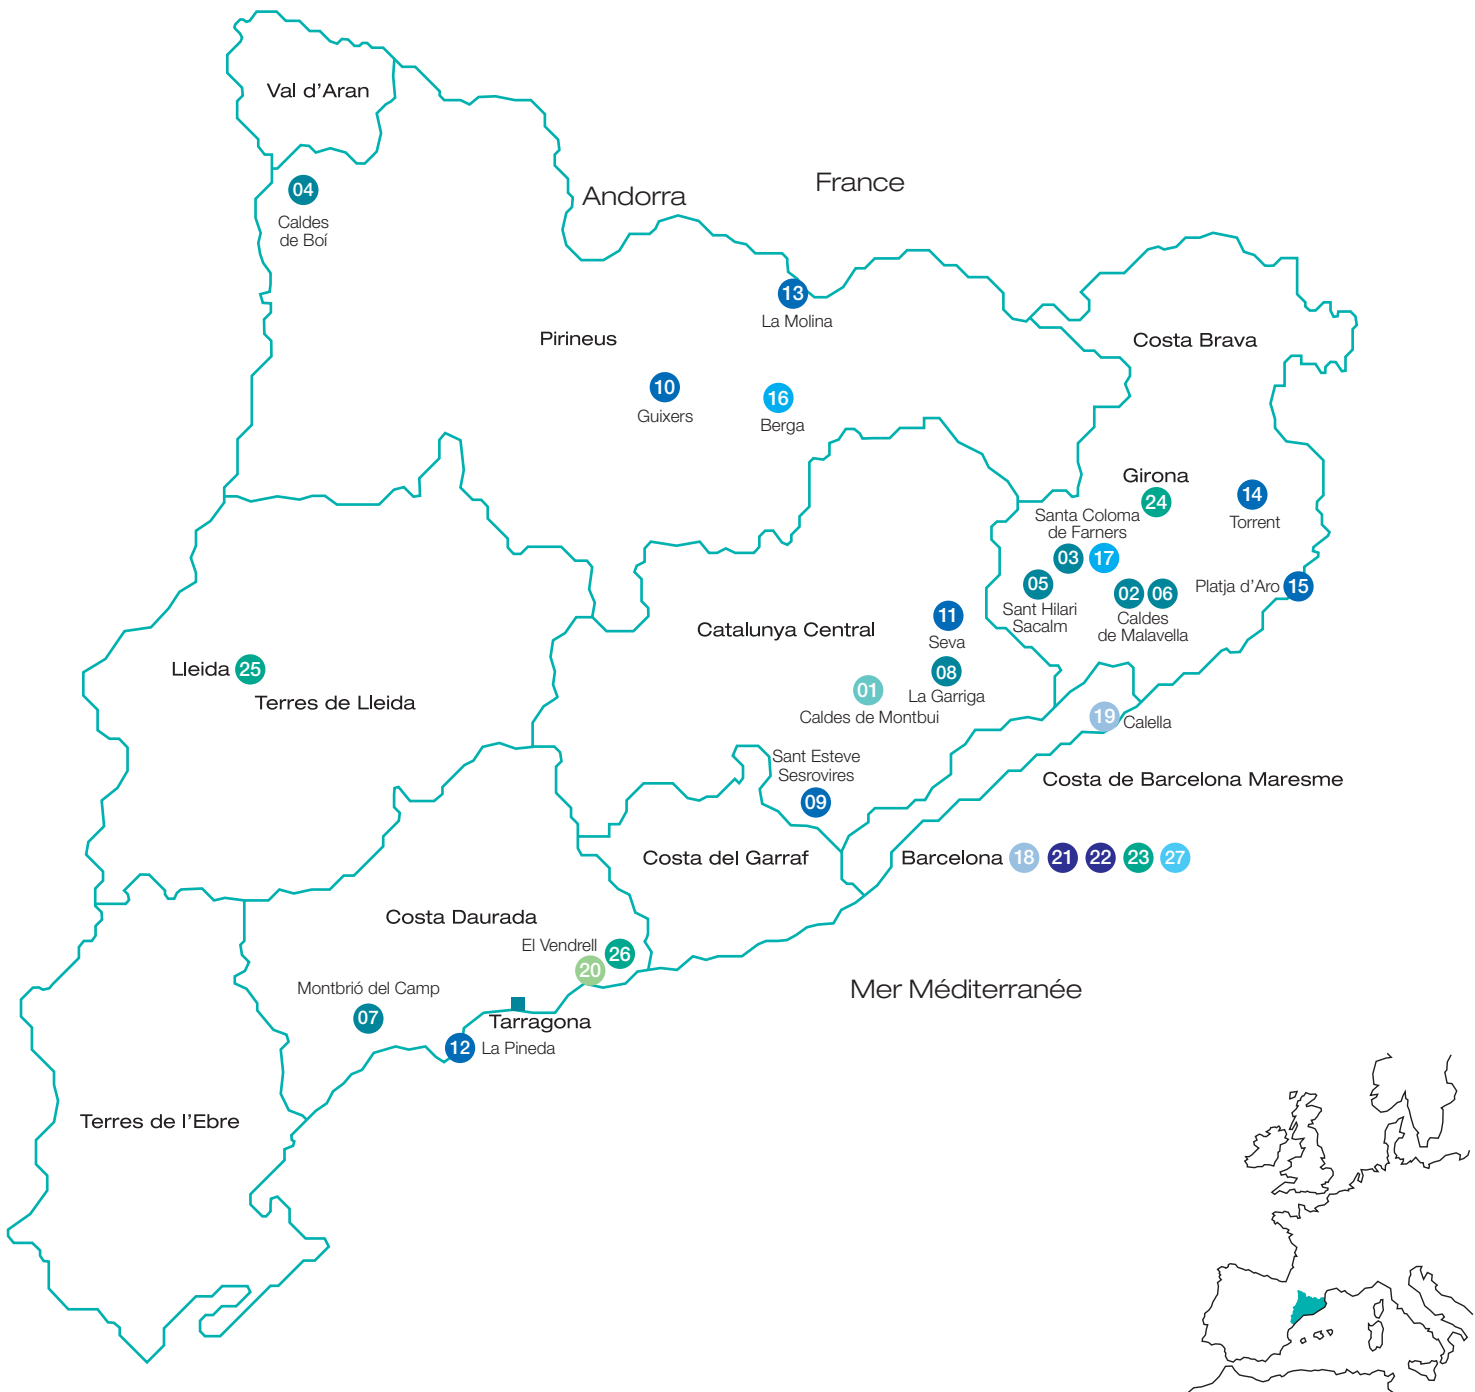 Val d'Aran
04
Caldes
de Boí
Andorra
France
13
La Molina
Pirineus
Costa Brava
10
Guixers
16
Berga
Girona
24
14
Torrent
Santa Coloma
de Farners
03
17
05
Sant Hilari
Sacalm
02
06
Caldes
de Malavella
Platja d'Aro
15
11
Seva
Catalunya Central
08
La Garriga
01
Caldes de Montbui
Lleida
25
Terres de Lleida
19
Calella
Sant Esteve
Sesrovires
09
Costa de Barcelona Maresme
Costa del Garraf
Barcelona
18
21
22
23
27
Costa Daurada
El Vendrell
26
20
Montbrió del Camp
07
Tarragona
12
La Pineda
Mer Méditerranée
Terres de l'Ebre